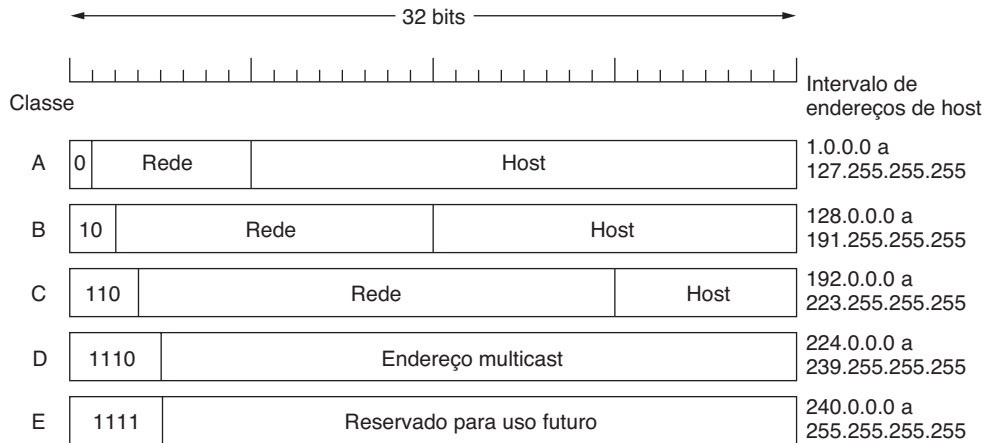 32 bits
Classe
Intervalo de
endereços de host
A
0
Rede
Host
1.0.0.0 a
127.255.255.255
B
10
Rede
Host
128.0.0.0 a
191.255.255.255
C
110
Rede
Host
192.0.0.0 a
223.255.255.255
D
1110
Endereço multicast
224.0.0.0 a
239.255.255.255
E
1111
Reservado para uso futuro
240.0.0.0 a
255.255.255.255